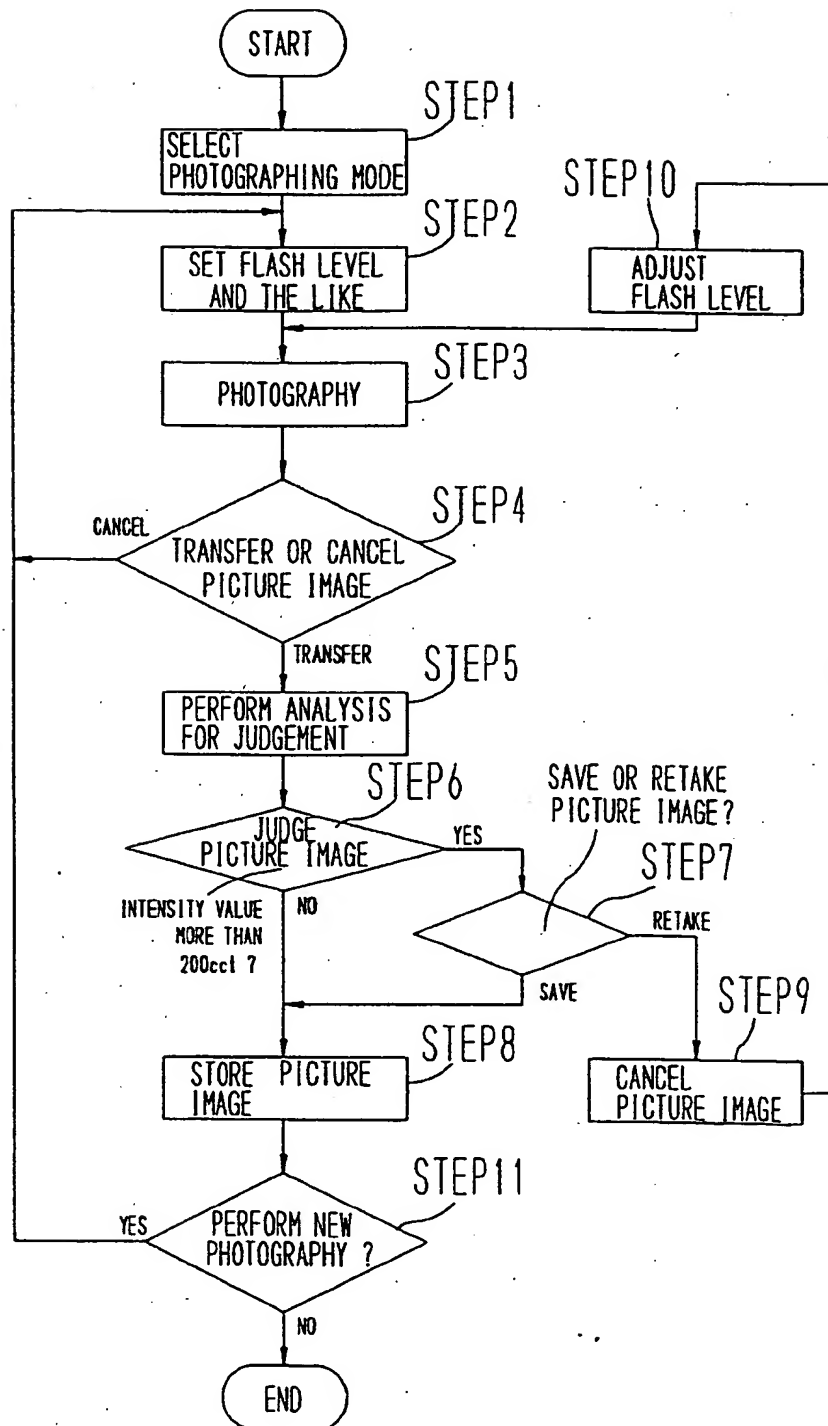 START
STEP1
SELECT
PHOTOGRAPHING MODE
STEP10
STEP2
SET FLASH LEVEL
AND THE LIKE
ADJUST
FLASH LEVEL
STEP3
PHOTOGRAPHY
STEP4
CANCEL
TRANSFER OR CANCEL
PICTURE IMAGE
TRANSFER
STEP5
PERFORM ANALYSIS
FOR JUDGEMENT
STEP6
SAVE OR RETAKE
PICTURE IMAGE?
JUDGE
PICTURE IMAGE
YES
STEP7
INTENSITY VALUE
MORE THAN
200cct ?
NO
RETAKE
SAVE
STEP9
STEP8
STORE PICTURE
IMAGE
CANCEL
PICTURE IMAGE
STEP11
YES
PERFORM NEW
PHOTOGRAPHY ?
NO
END